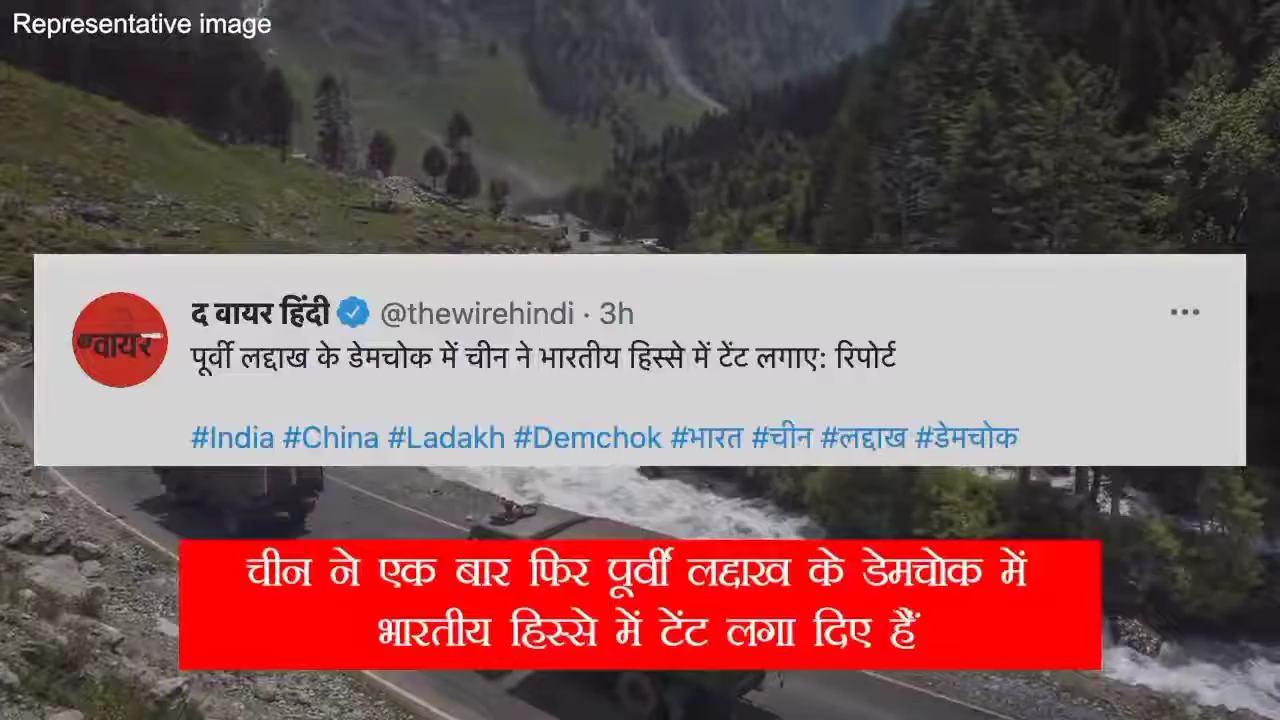 Representative image
द वायर हिंदी @thewirehindi · 3h
वायर
पूर्वी लद्दाख के डेमचोक में चीन ने भारतीय हिस्से में टेंट लगाए: रिपोर्ट
#India #China #Ladakh #Demchok #भारत #चीन #लद्दाख #डेमचोक
चीन ने एक बार फिर पूर्वी लद्दाख के डेमचोक में
भारतीय हिस्से में टेंट लगा दिए हैं